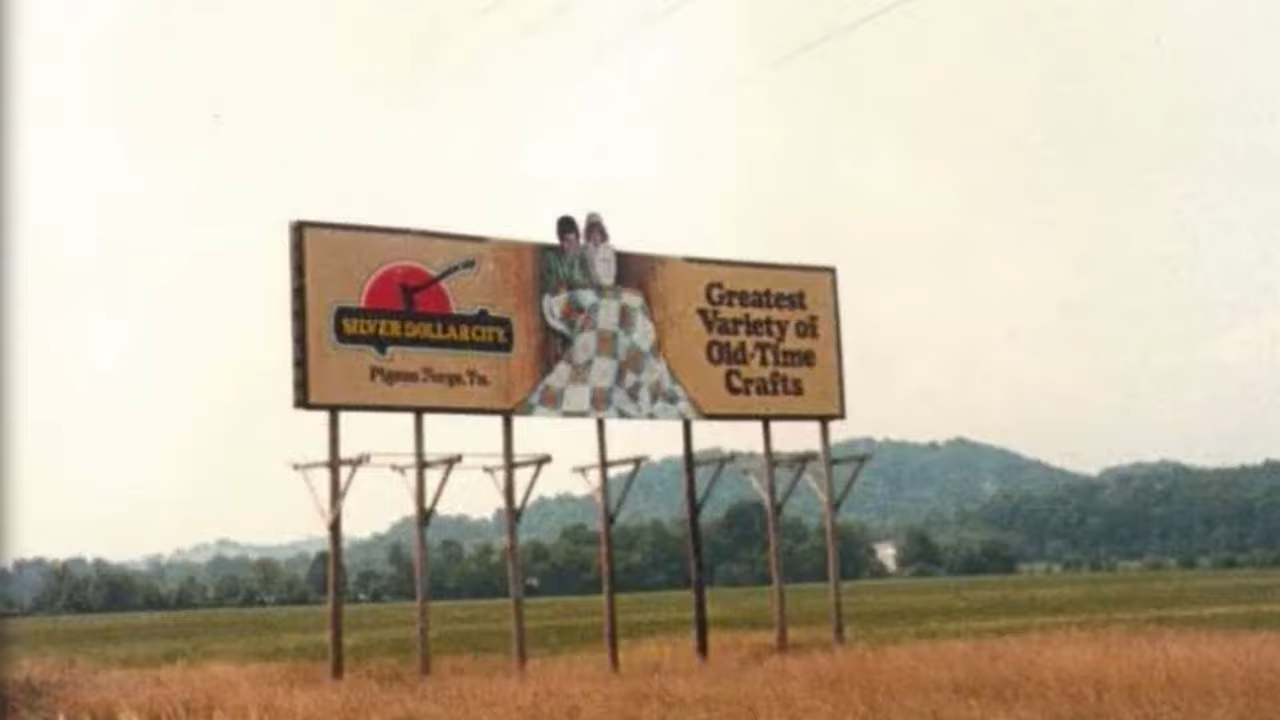 SILVER DOLLAR CITY
Pigeon Forge, Tn.
Greatest
Variety of
Old-Time
Crafts